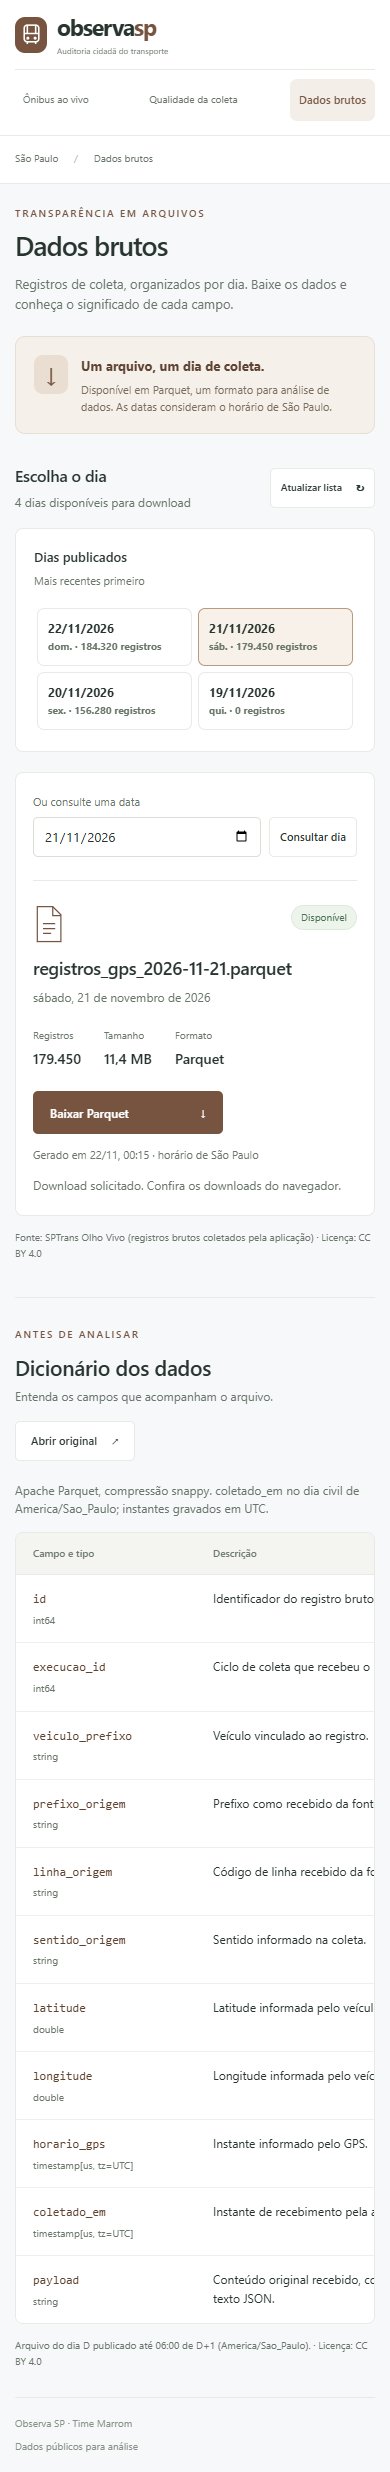 observasp
Auditoria cidadã do transporte
Ônibus ao vivo
Qualidade da coleta
Dados brutos
São Paulo / Dados brutos
TRANSPARÊNCIA EM ARQUIVOS
Dados brutos
Registros de coleta, organizados por dia. Baixe os dados e
conheça o significado de cada campo.
↓
Um arquivo, um dia de coleta.
Disponível em Parquet, um formato para análise de
dados. As datas consideram o horário de São Paulo.
Escolha o dia
4 dias disponíveis para download
Atualizar lista ↻
Dias publicados
Mais recentes primeiro
22/11/2026
dom. · 184.320 registros
21/11/2026
sáb. · 179.450 registros
20/11/2026
sex. · 156.280 registros
19/11/2026
qui. · 0 registros
Ou consulte uma data
21/11/2026
Consultar dia
Disponível
registros_gps_2026-11-21.parquet
sábado, 21 de novembro de 2026
Registros Tamanho Formato
179.450 11,4 MB Parquet
Baixar Parquet ↓
Gerado em 22/11, 00:15 · horário de São Paulo
Download solicitado. Confira os downloads do navegador.
Fonte: SPTrans Olho Vivo (registros brutos coletados pela aplicação) · Licença: CC
BY 4.0
ANTES DE ANALISAR
Dicionário dos dados
Entenda os campos que acompanham o arquivo.
Abrir original ↗
Apache Parquet, compressão snappy. coletado_em no dia civil de
America/Sao_Paulo; instantes gravados em UTC.
Campo e tipo Descrição
id Identificador do registro bruto
int64
execucao_id Ciclo de coleta que recebeu o
int64
veiculo_prefixo Veículo vinculado ao registro.
string
prefixo_origem Prefixo como recebido da font
string
linha_origem Código de linha recebido da fo
string
sentido_origem Sentido informado na coleta.
string
latitude Latitude informada pelo veícul
double
longitude Longitude informada pelo veíc
double
horario_gps Instante informado pelo GPS.
timestamp[us, tz=UTC]
coletado_em Instante de recebimento pela a
timestamp[us, tz=UTC]
payload Conteúdo original recebido, co
string texto JSON.
Arquivo do dia D publicado até 06:00 de D+1 (America/Sao_Paulo). · Licença: CC
BY 4.0
Observa SP · Time Marrom
Dados públicos para análise